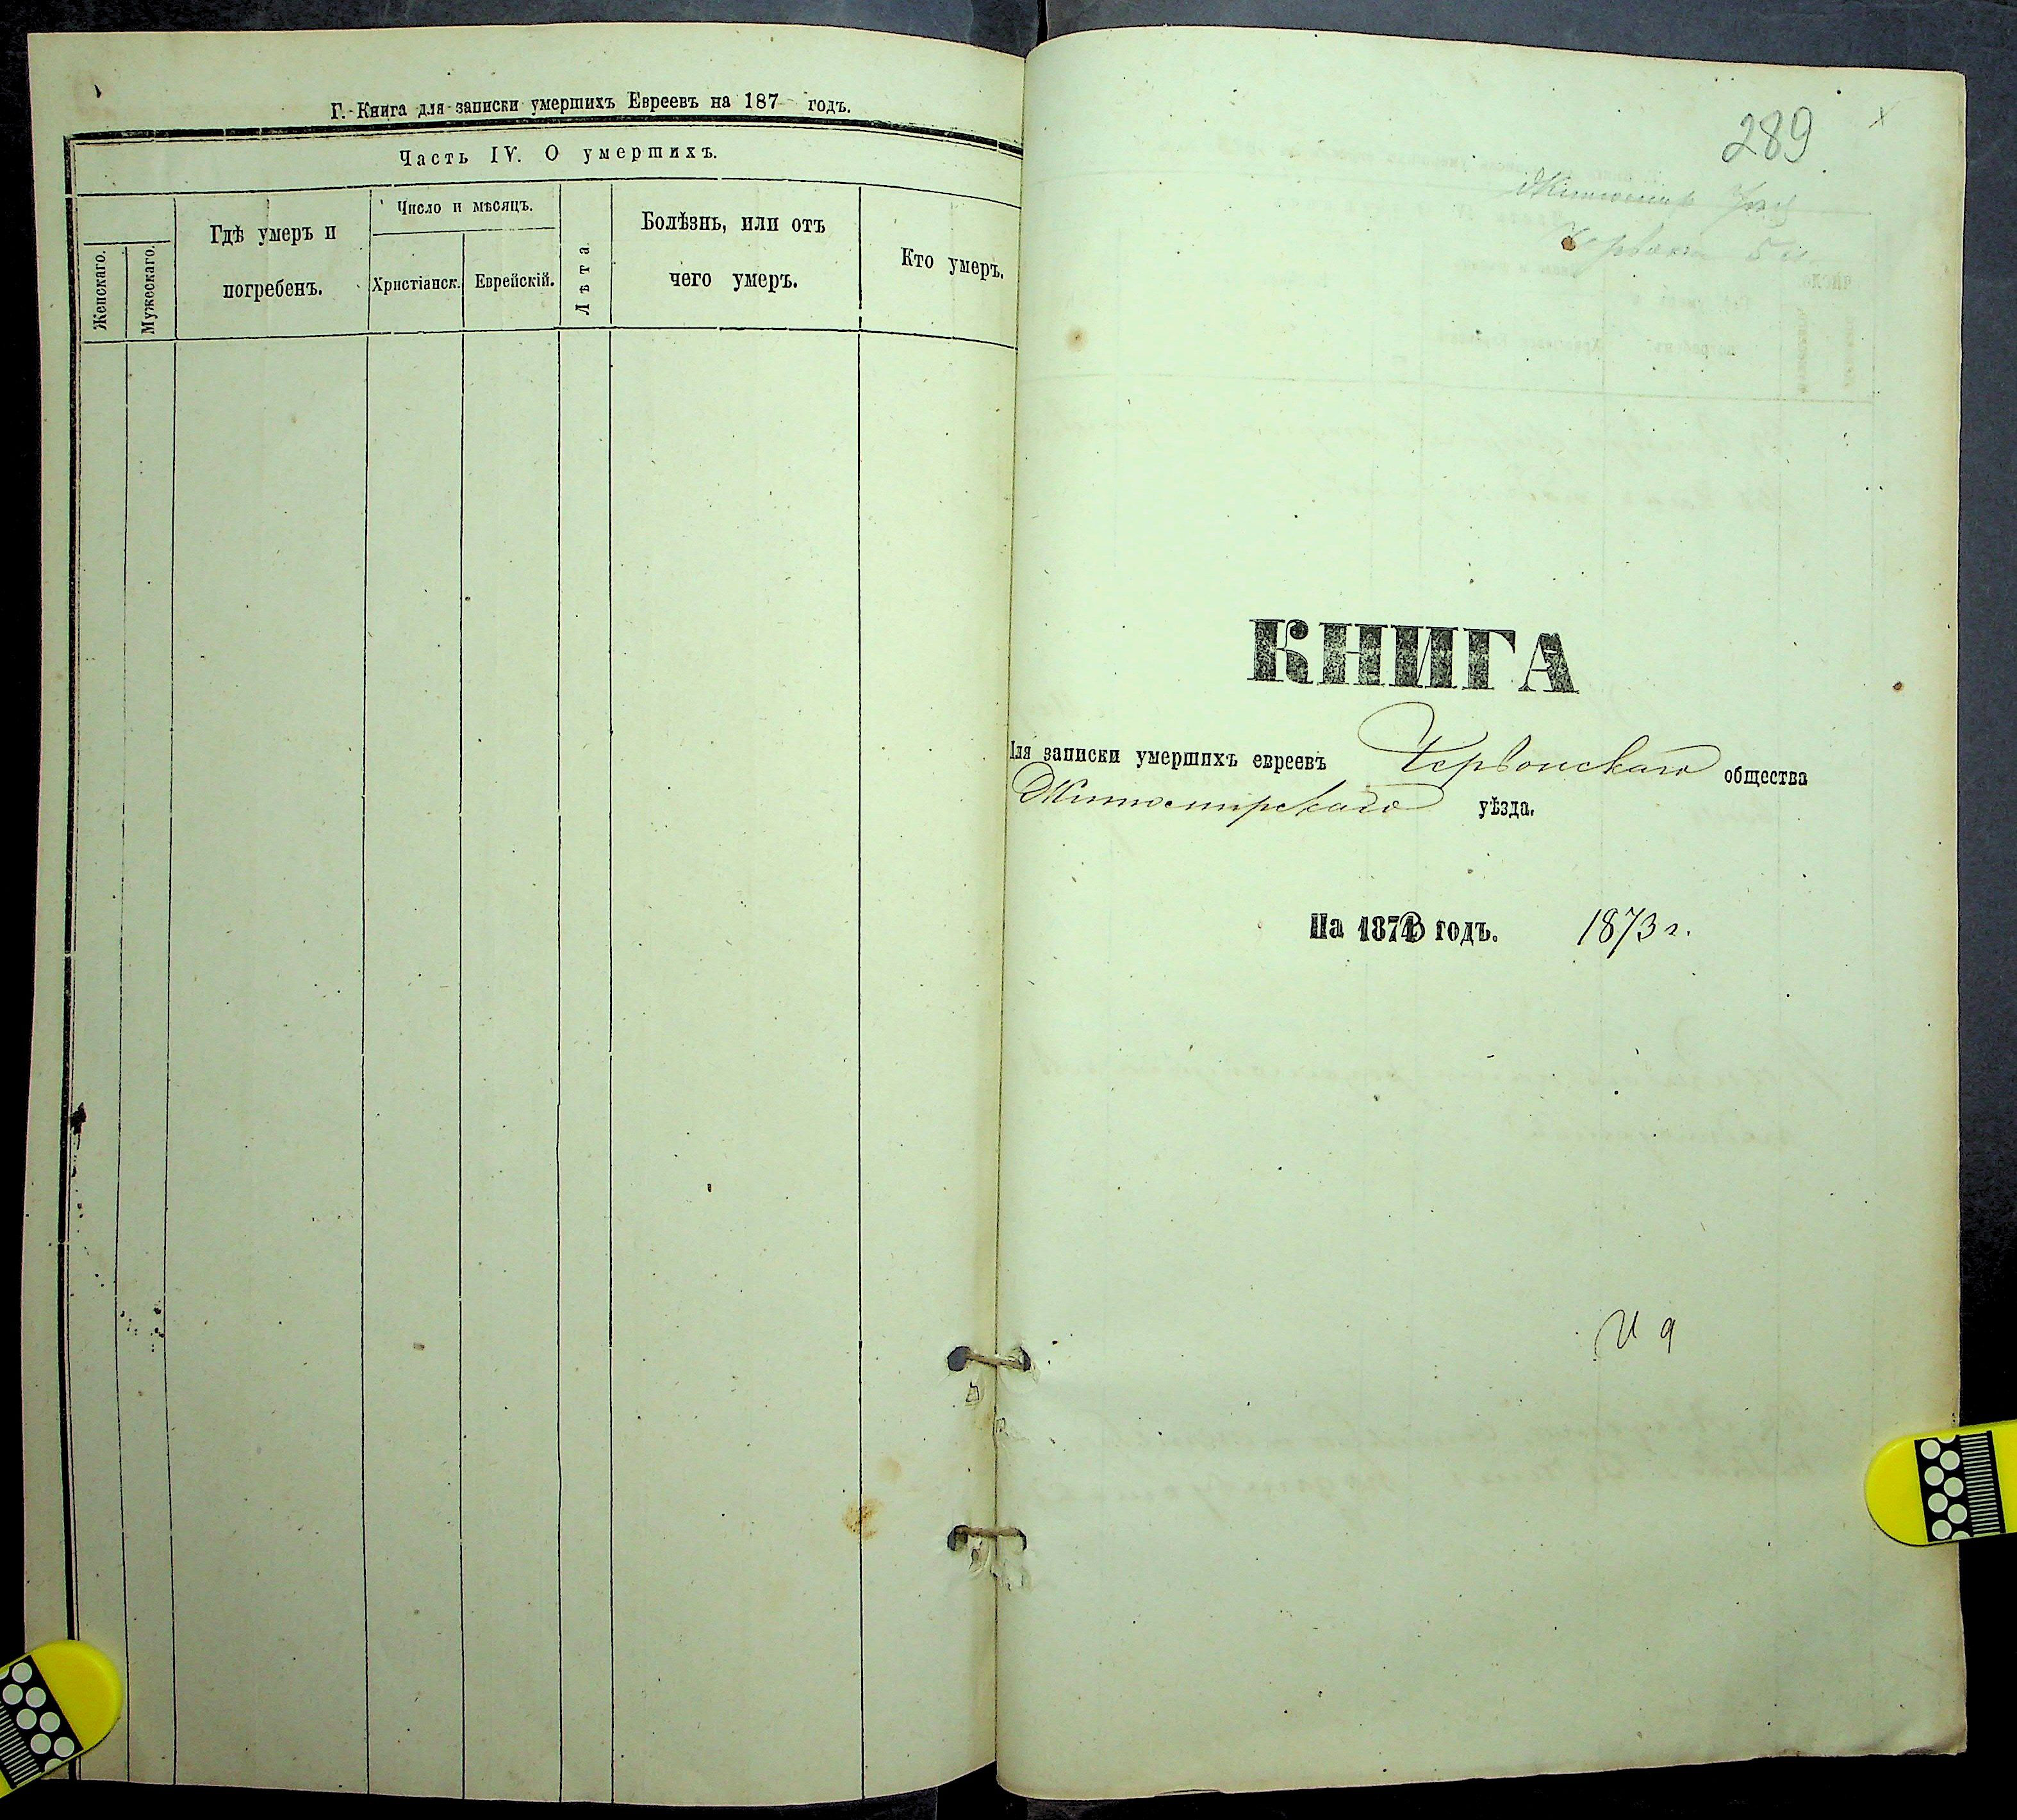 Г.-Книга для записки умершихъ Евреевъ на 187 годъ.
Часть IV. О умершихъ.
Женскаго.
Мужескаго.
Гдѣ умеръ и
погребенъ.
Число и мѣсяцъ.
Христіанск.
Еврейскій.
Лѣта
Болѣзнь, или отъ
чего умеръ.
Кто умеръ.
289
Житомир
КНИГА
Для записки умершихъ евреевъ Червонскаго общества
Житомирскаго уѣзда.
На 1873 годъ. 1873 г.